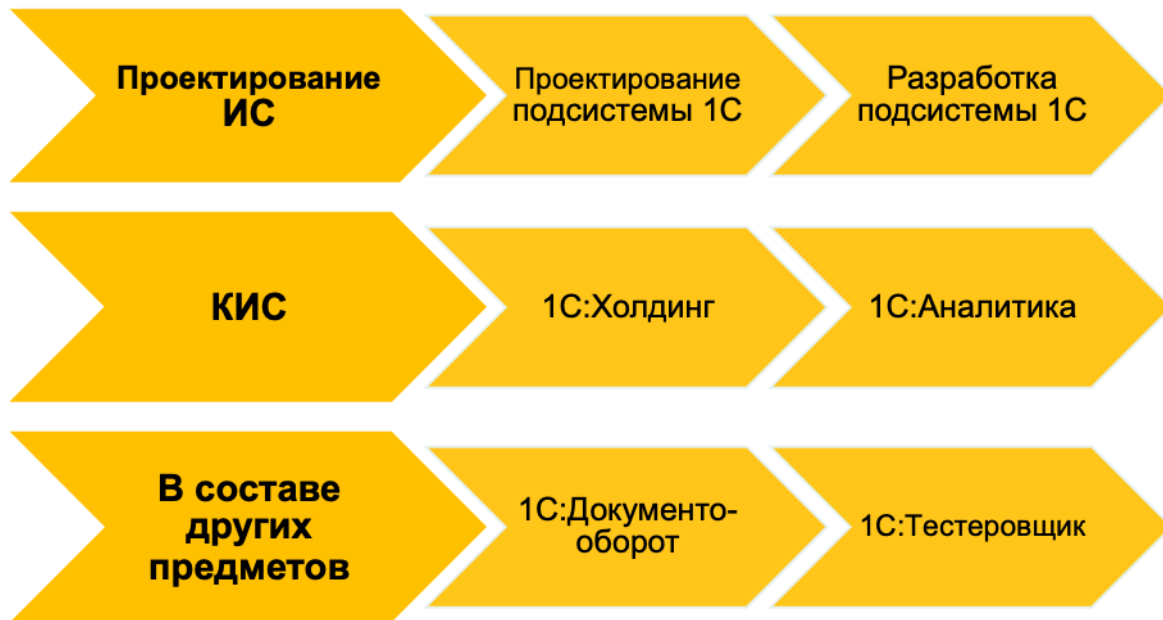 Проектирование
ИС
Проектирование
подсистемы 1С
Разработка
подсистемы 1С
КИС
1С:Холдинг
1С:Аналитика
В составе
других
предметов
1С:Документо-
оборот
1С:Тестеровщик